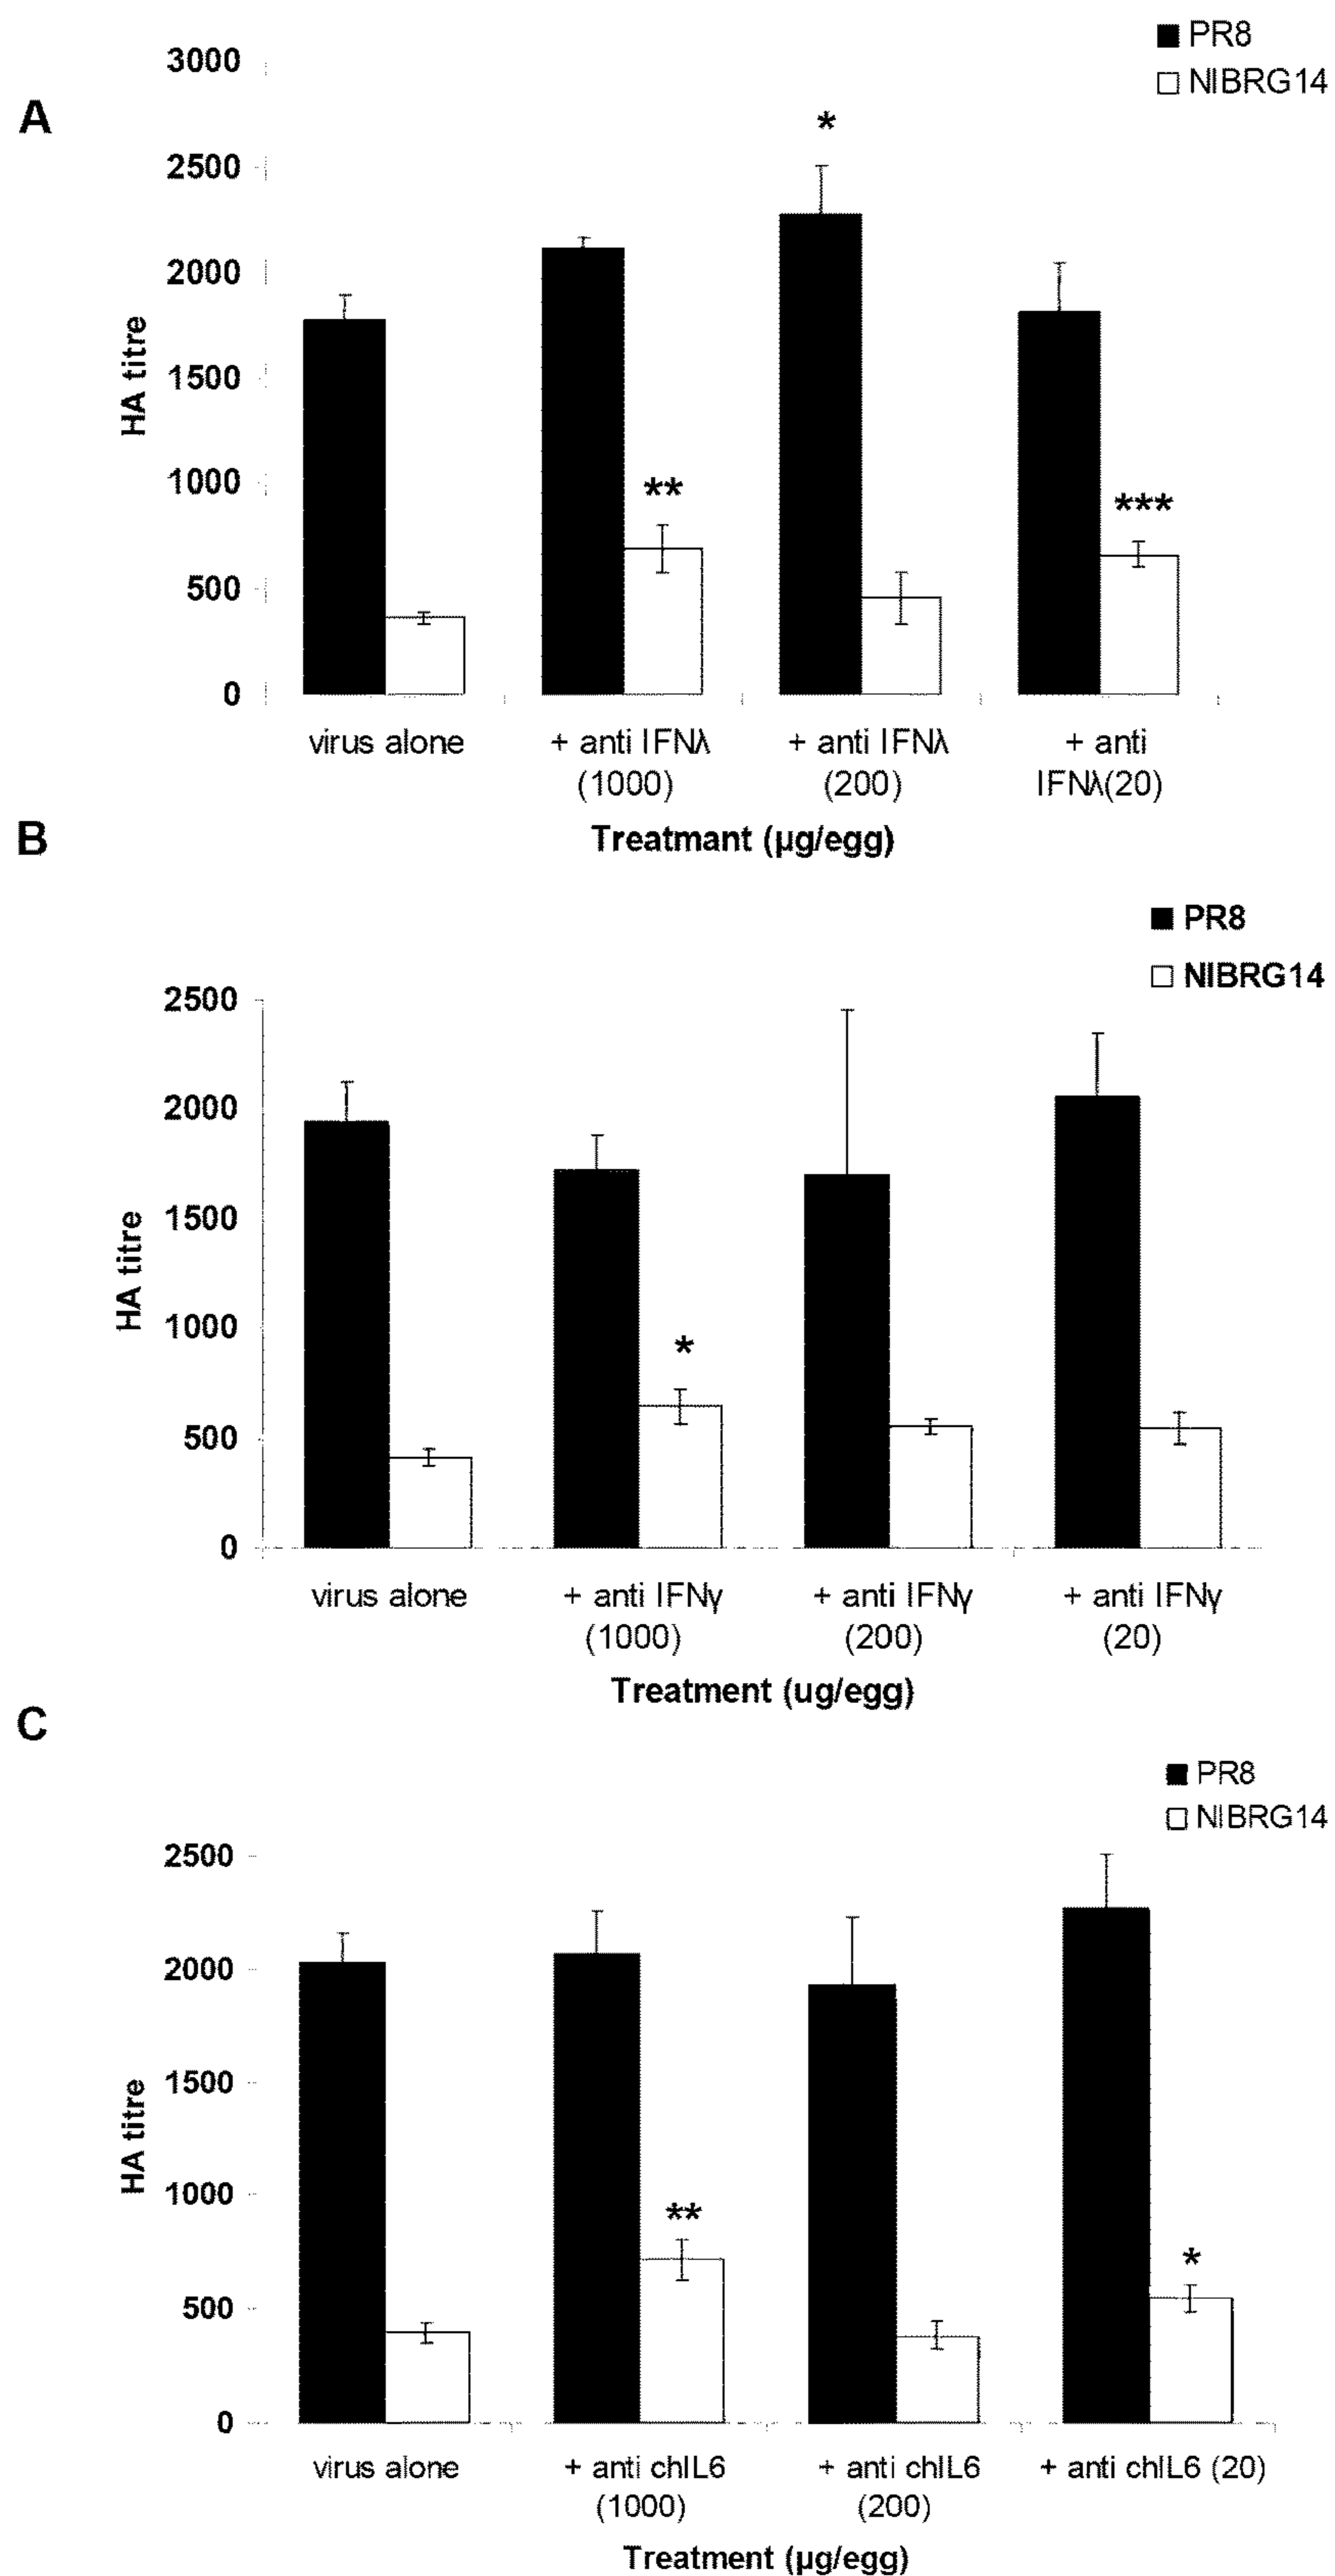 A
PR8
NIBRG14
3000
2500
2000
1500
1000
500
0
HA titre
*
**
***
virus alone
+ anti IFNλ
(1000)
+ anti IFNλ
(200)
+ anti
IFNλ(20)
Treatmant (µg/egg)
B
PR8
NIBRG14
2500
2000
1500
1000
500
0
HA titre
*
virus alone
+ anti IFNγ
(1000)
+ anti IFNγ
(200)
+ anti IFNγ
(20)
Treatment (ug/egg)
C
PR8
NIBRG14
2500
2000
1500
1000
500
0
HA titre
**
*
virus alone
+ anti chIL6
(1000)
+ anti chIL6
(200)
+ anti chIL6 (20)
Treatment (µg/egg)